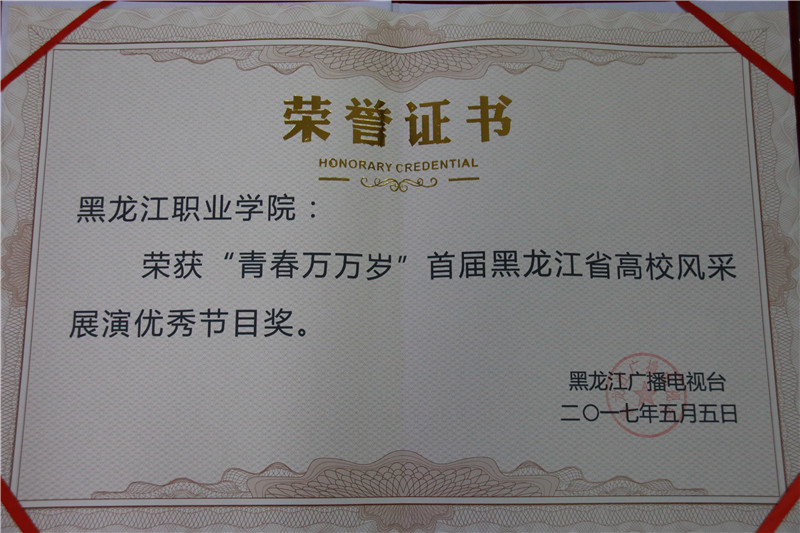 荣誉证书
HONORARY CREDENTIAL
黑龙江职业学院：
荣获“青春万万岁”首届黑龙江省高校风采
展演优秀节目奖。
黑龙江广播电视台
二〇一七年五月五日